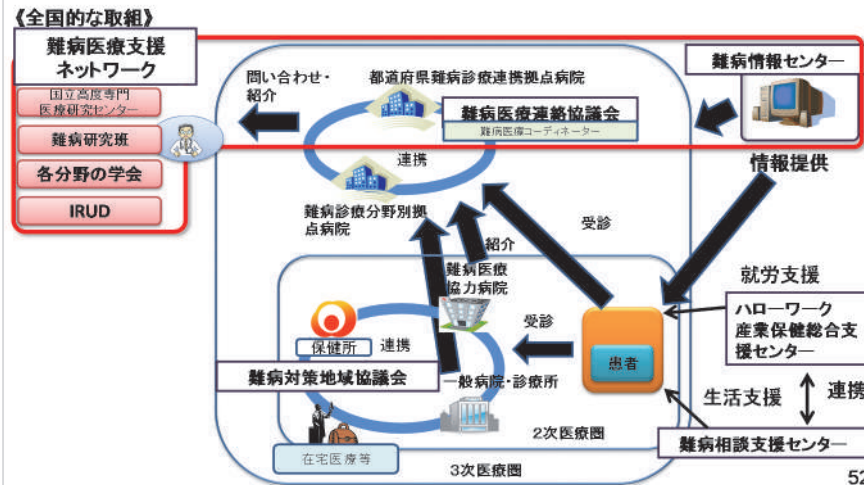 《全国的な取組》
難病医療支援
ネットワーク
国立高度専門
医療研究センター
難病研究班
各分野の学会
IRUD
問い合わせ・
紹介
都道府県難病診療連携拠点病院
難病医療連絡協議会
難病医療コーディネーター
連携
難病診療分野別拠
点病院
難病情報センター
情報提供
受診
紹介
難病医療
協力病院
保健所
連携
難病対策地域協議会
一般病院・診療所
在宅医療等
受診
患者
2次医療圏
3次医療圏
就労支援
ハローワーク
産業保健総合支
援センター
生活支援
連携
難病相談支援センター
52